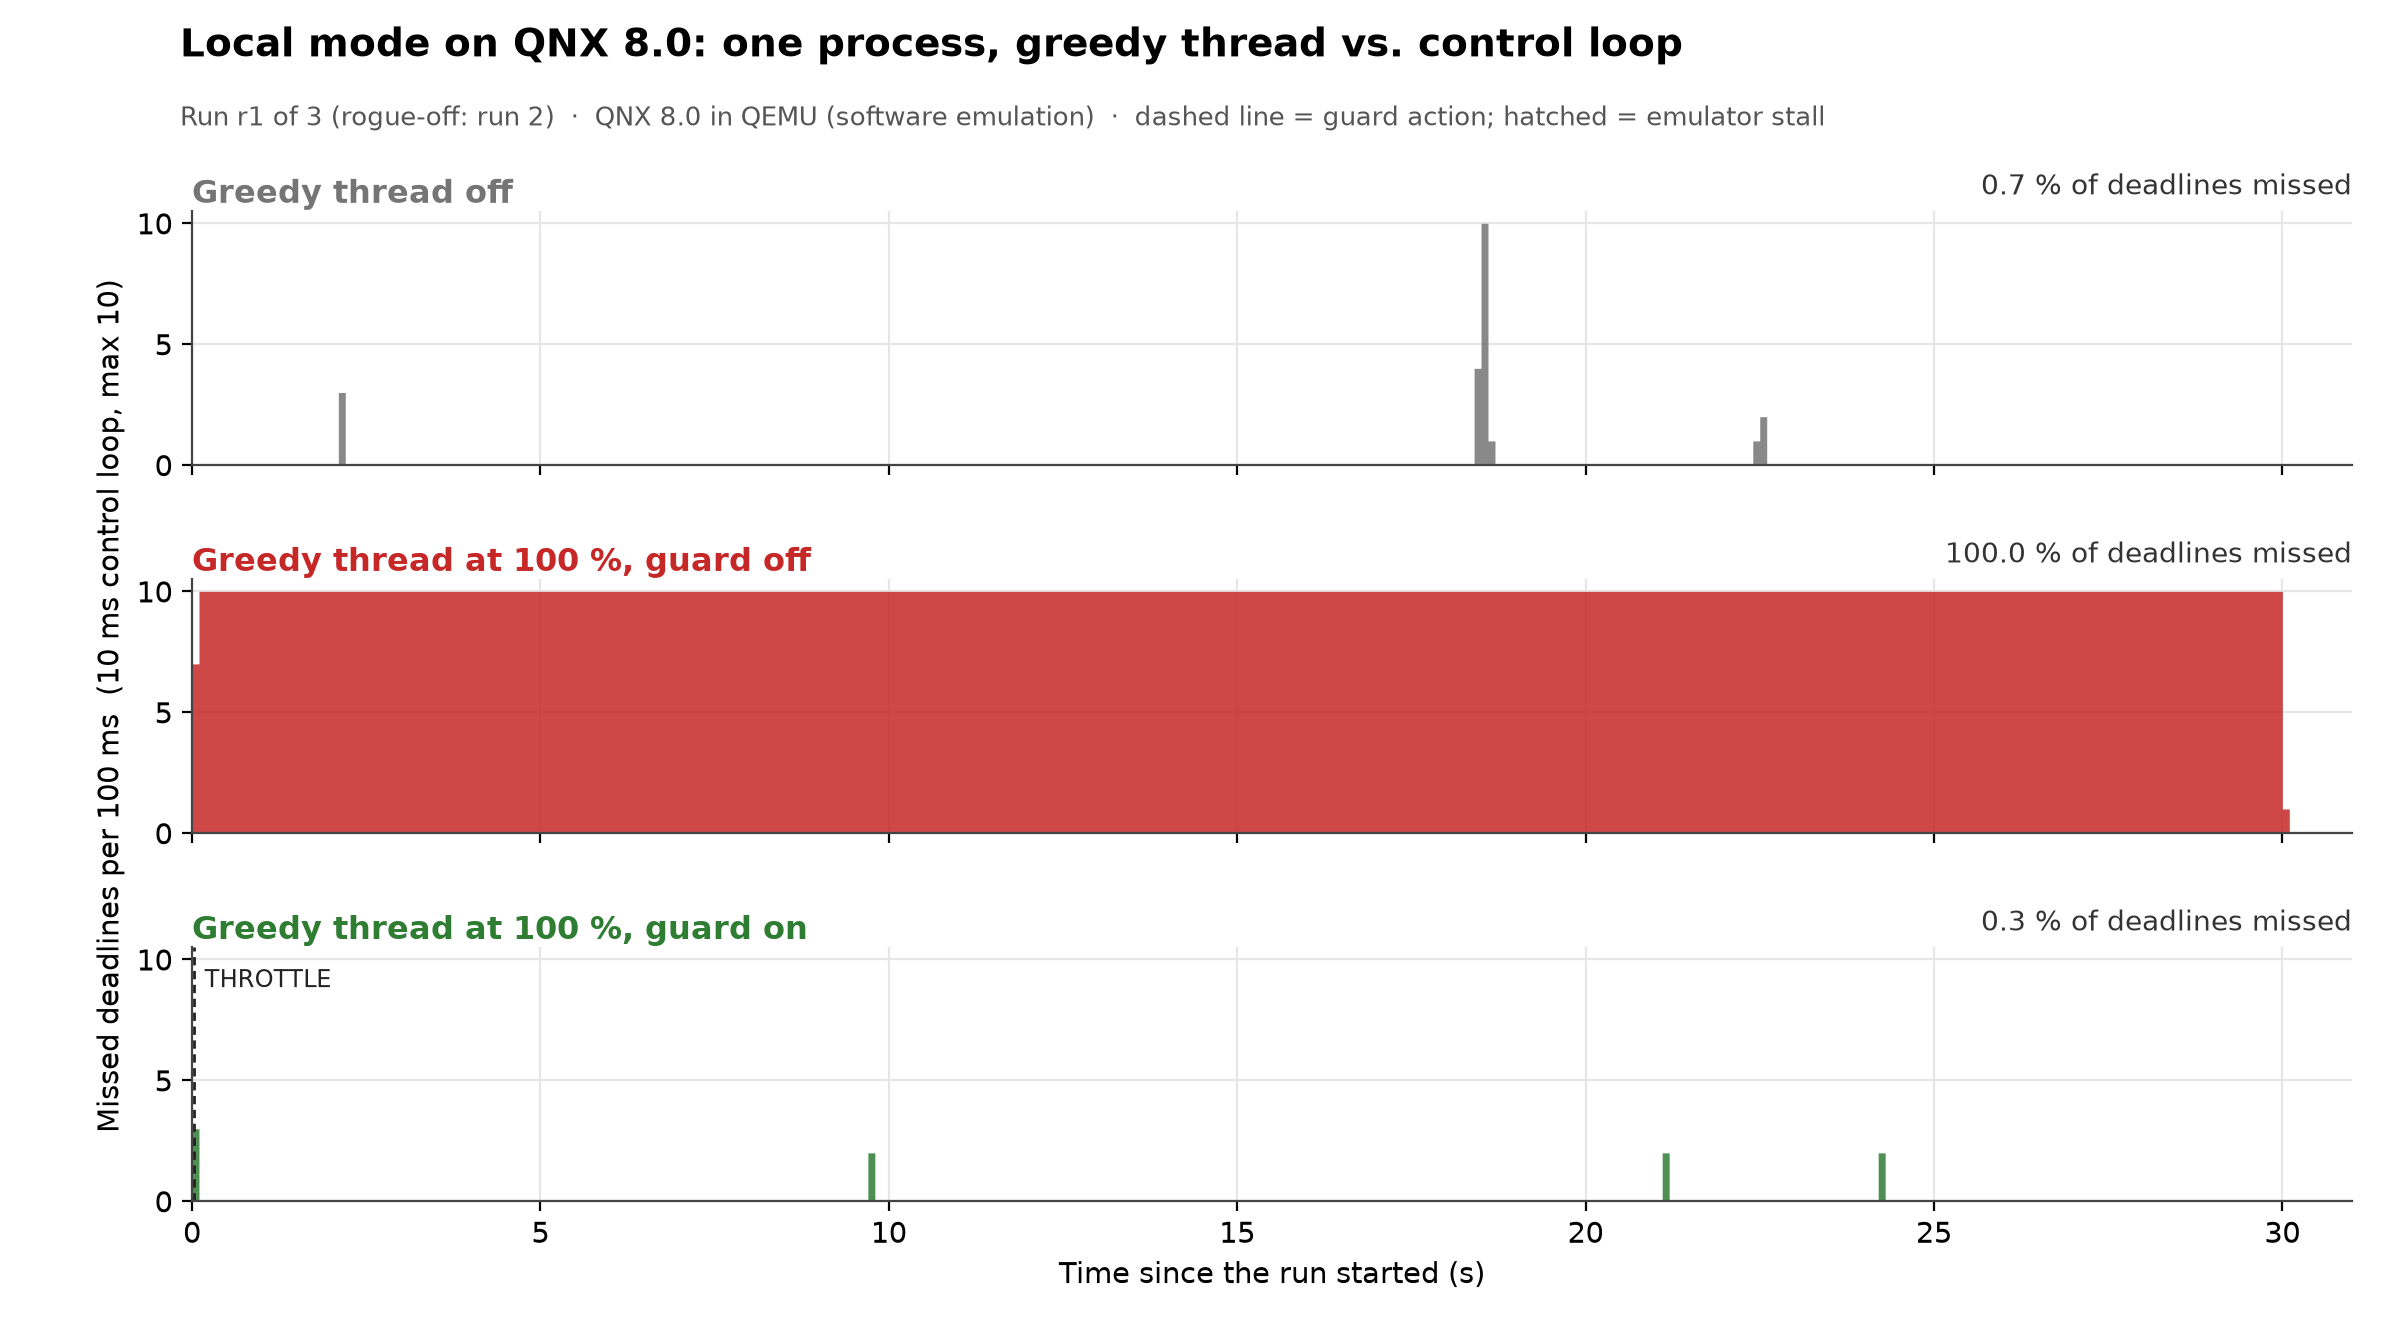 Local mode on QNX 8.0: one process, greedy thread vs. control loop
Run r1 of 3 (rogue-off: run 2)  ·  QNX 8.0 in QEMU (software emulation)  ·  dashed line = guard action; hatched = emulator stall
Missed deadlines per 100 ms  (10 ms control loop, max 10)
Greedy thread off
0.7 % of deadlines missed
10
5
0
Greedy thread at 100 %, guard off
100.0 % of deadlines missed
10
5
0
Greedy thread at 100 %, guard on
0.3 % of deadlines missed
10
THROTTLE
5
0
0 5 10 15 20 25 30
Time since the run started (s)